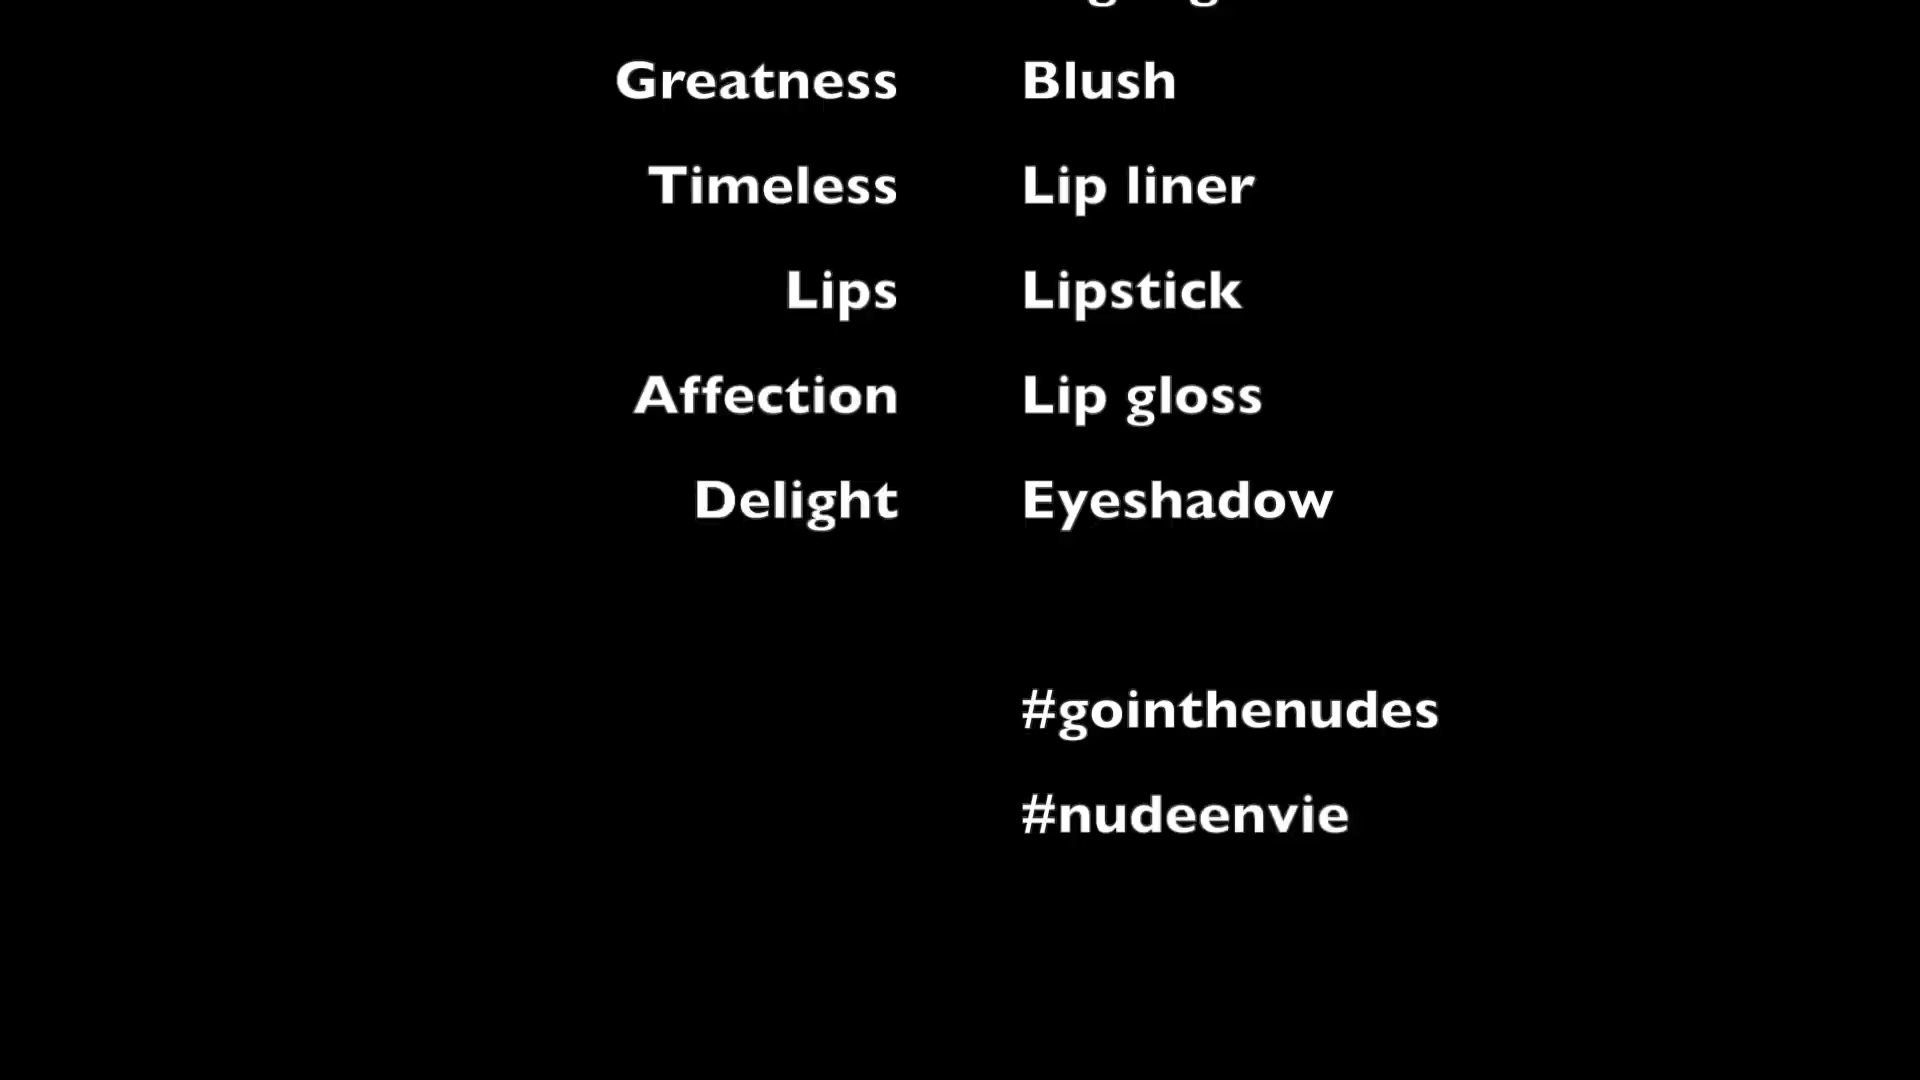 Greatness Blush
Timeless Lip liner
Lips Lipstick
Affection Lip gloss
Delight Eyeshadow
#gointhenudes
#nudeenvie